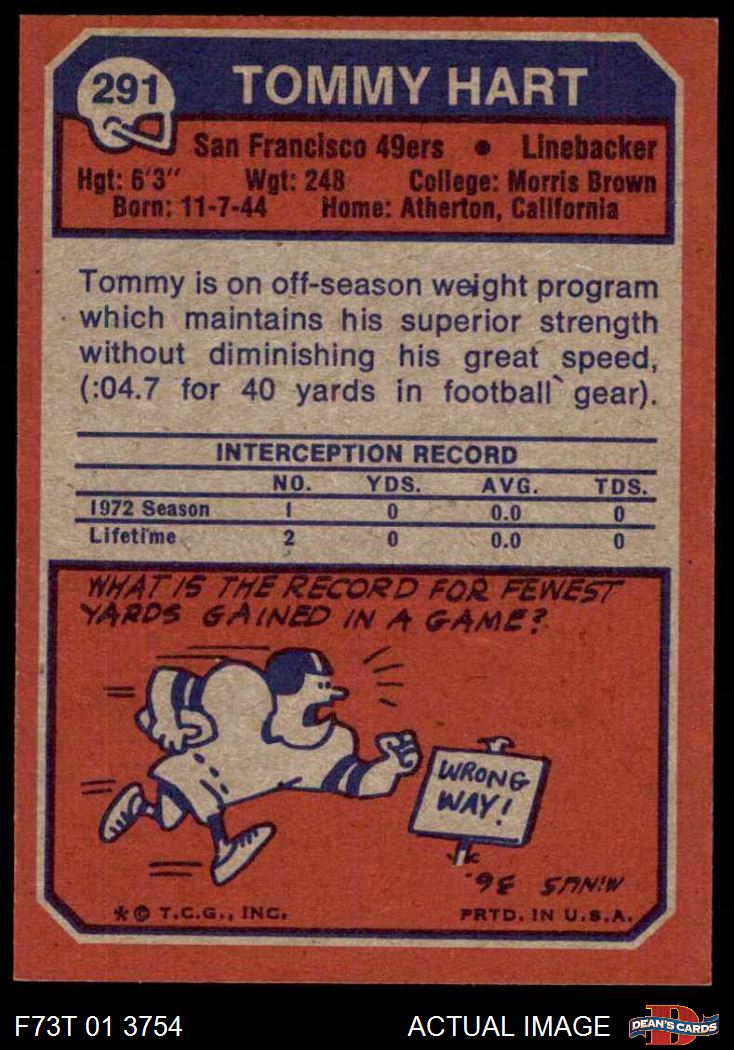 291
TOMMY HART
San Francisco 49ers • Linebacker
Hgt: 6'3" Wgt: 248 College: Morris Brown
Born: 11-7-44 Home: Atherton, California
Tommy is on off-season weight program
which maintains his superior strength
without diminishing his great speed,
(:04.7 for 40 yards in football gear).
INTERCEPTION RECORD
NO. YDS. AVG. TDS.
1972 Season 1 0 0.0 0
Lifetime 2 0 0.0 0
WHAT IS THE RECORD FOR FEWEST
YARDS GAINED IN A GAME?
WRONG
WAY!
MINUS 36.
* © T.C.G., INC. PRTD. IN U.S.A.
F73T 01 3754 ACTUAL IMAGE D DEAN'S CARDS